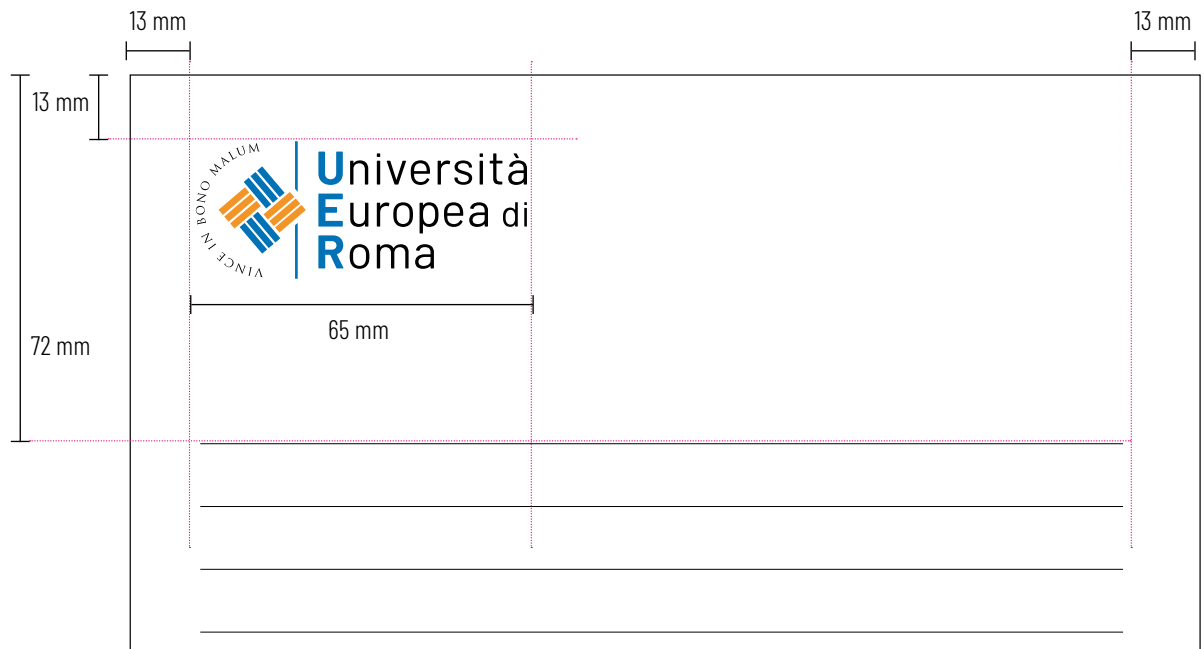 13 mm
13 mm
13 mm
VINCE IN BONO MALUM
Università
Europea di
Roma
65 mm
72 mm